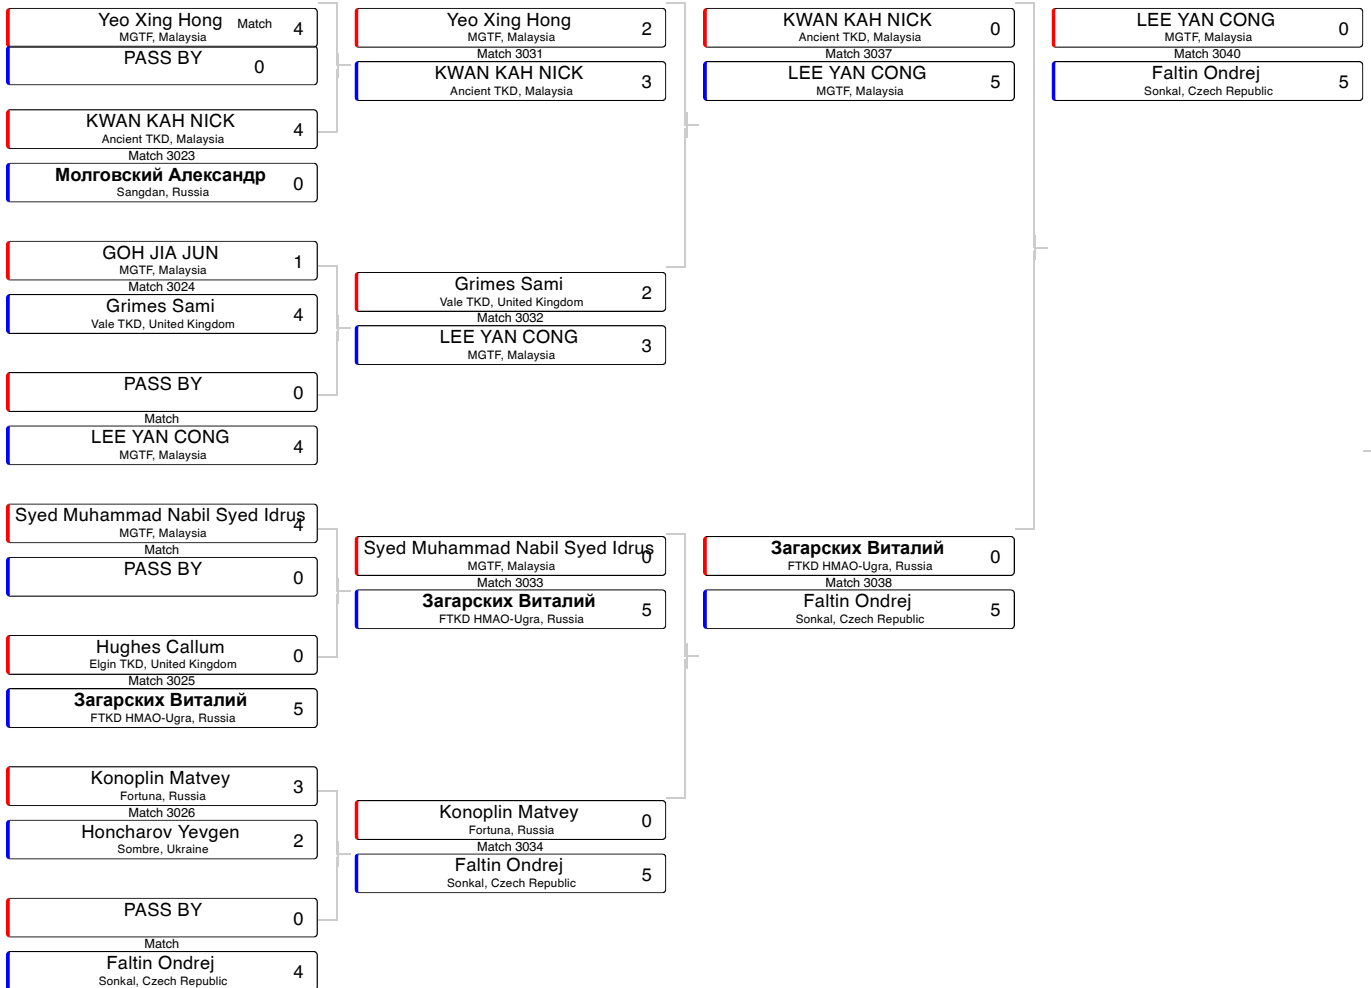 Yeo Xing Hong Match 4
MGTF, Malaysia
PASS BY 0
KWAN KAH NICK 4
Ancient TKD, Malaysia
Match 3023
Молговский Александр 0
Sangdan, Russia
GOH JIA JUN 1
MGTF, Malaysia
Match 3024
Grimes Sami 4
Vale TKD, United Kingdom
PASS BY 0
Match
LEE YAN CONG 4
MGTF, Malaysia
Syed Muhammad Nabil Syed Idrus 4
MGTF, Malaysia
Match
PASS BY 0
Hughes Callum 0
Elgin TKD, United Kingdom
Match 3025
Загарских Виталий 5
FTKD HMAO-Ugra, Russia
Konoplin Matvey 3
Fortuna, Russia
Match 3026
Honcharov Yevgen 2
Sombre, Ukraine
PASS BY 0
Match
Faltin Ondrej 4
Sonkal, Czech Republic
Yeo Xing Hong 2
MGTF, Malaysia
Match 3031
KWAN KAH NICK 3
Ancient TKD, Malaysia
Grimes Sami 2
Vale TKD, United Kingdom
Match 3032
LEE YAN CONG 3
MGTF, Malaysia
Syed Muhammad Nabil Syed Idrus 0
MGTF, Malaysia
Match 3033
Загарских Виталий 5
FTKD HMAO-Ugra, Russia
Konoplin Matvey 0
Fortuna, Russia
Match 3034
Faltin Ondrej 5
Sonkal, Czech Republic
KWAN KAH NICK 0
Ancient TKD, Malaysia
Match 3037
LEE YAN CONG 5
MGTF, Malaysia
Загарских Виталий 0
FTKD HMAO-Ugra, Russia
Match 3038
Faltin Ondrej 5
Sonkal, Czech Republic
LEE YAN CONG 0
MGTF, Malaysia
Match 3040
Faltin Ondrej 5
Sonkal, Czech Republic